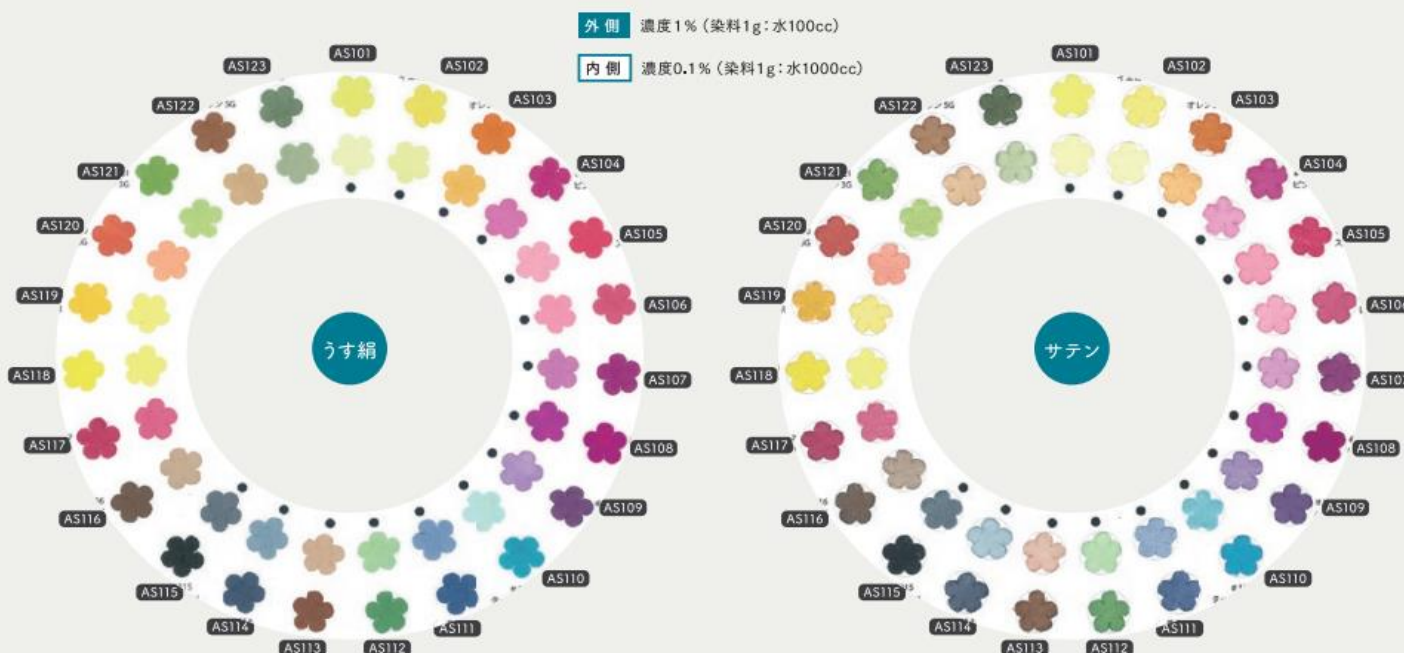 外側 濃度1%（染料1g：水100cc）
内側 濃度0.1%（染料1g：水1000cc）
うす絹
AS101
AS102
AS103
AS104
AS105
AS106
AS107
AS108
AS109
AS110
AS111
AS112
AS113
AS114
AS115
AS116
AS117
AS118
AS119
AS120
AS121
AS122
AS123
サテン
AS101
AS102
AS103
AS104
AS105
AS106
AS107
AS108
AS109
AS110
AS111
AS112
AS113
AS114
AS115
AS116
AS117
AS118
AS119
AS120
AS121
AS122
AS123